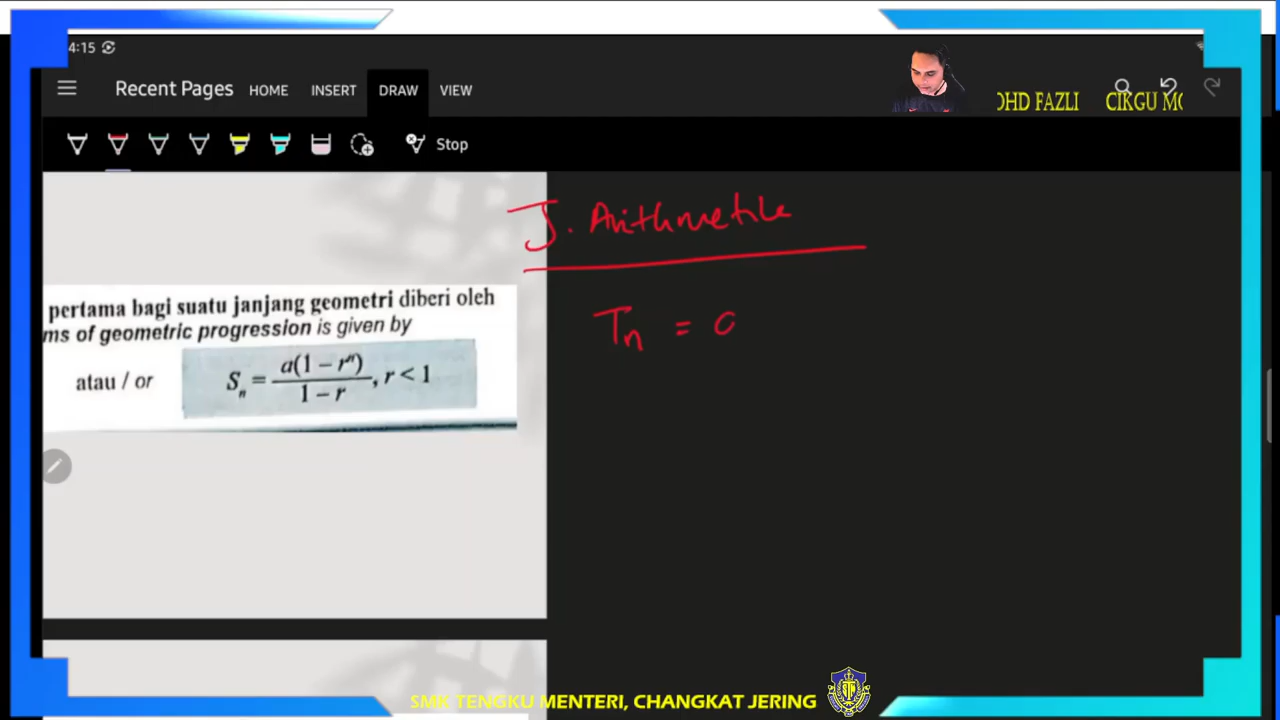 4:15
Recent Pages HOME INSERT DRAW VIEW
OHD FAZLI CIKGU MO
Stop
J. Arithmetik
pertama bagi suatu janjang geometri diberi oleh
ms of geometric progression is given by
atau / or Sₙ = a(1 – rⁿ) / 1 – r , r < 1
Tₙ = a
SMK TENGKU MENTERI, CHANGKAT JERING